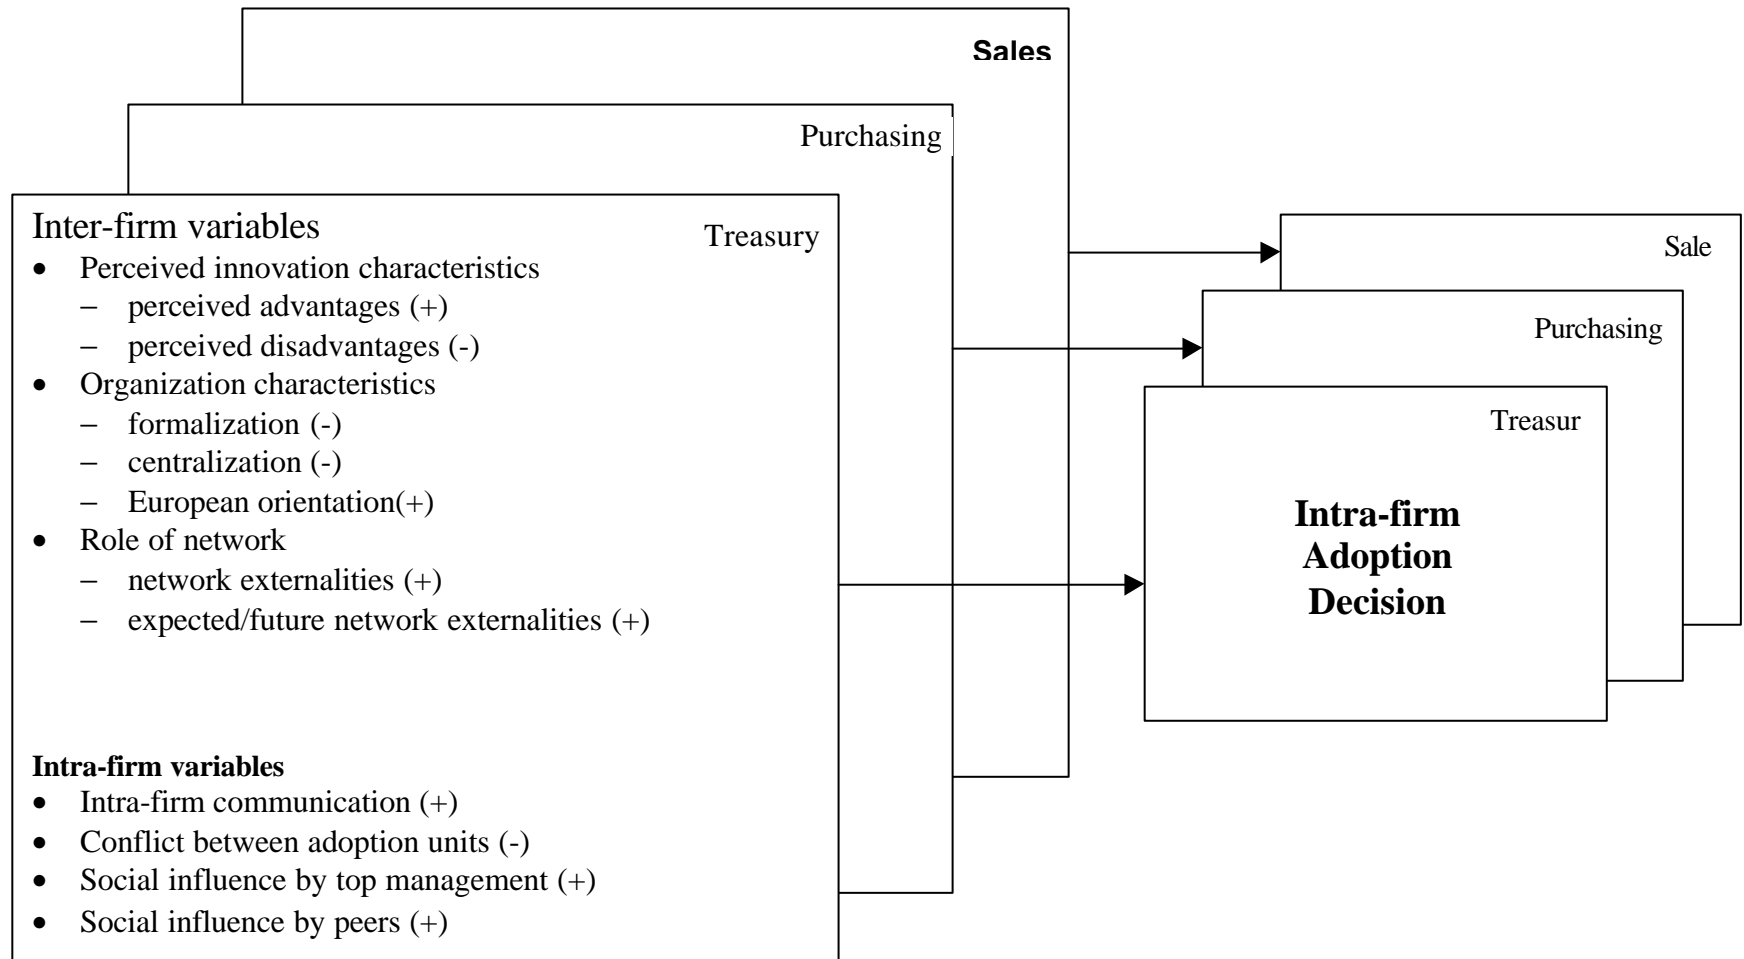 Sales
Purchasing
Inter-firm variables
Treasury
• Perceived innovation characteristics
– perceived advantages (+)
– perceived disadvantages (-)
• Organization characteristics
– formalization (-)
– centralization (-)
– European orientation(+)
• Role of network
– network externalities (+)
– expected/future network externalities (+)
Intra-firm variables
• Intra-firm communication (+)
• Conflict between adoption units (-)
• Social influence by top management (+)
• Social influence by peers (+)
Sale
Purchasing
Treasur
Intra-firm
Adoption
Decision